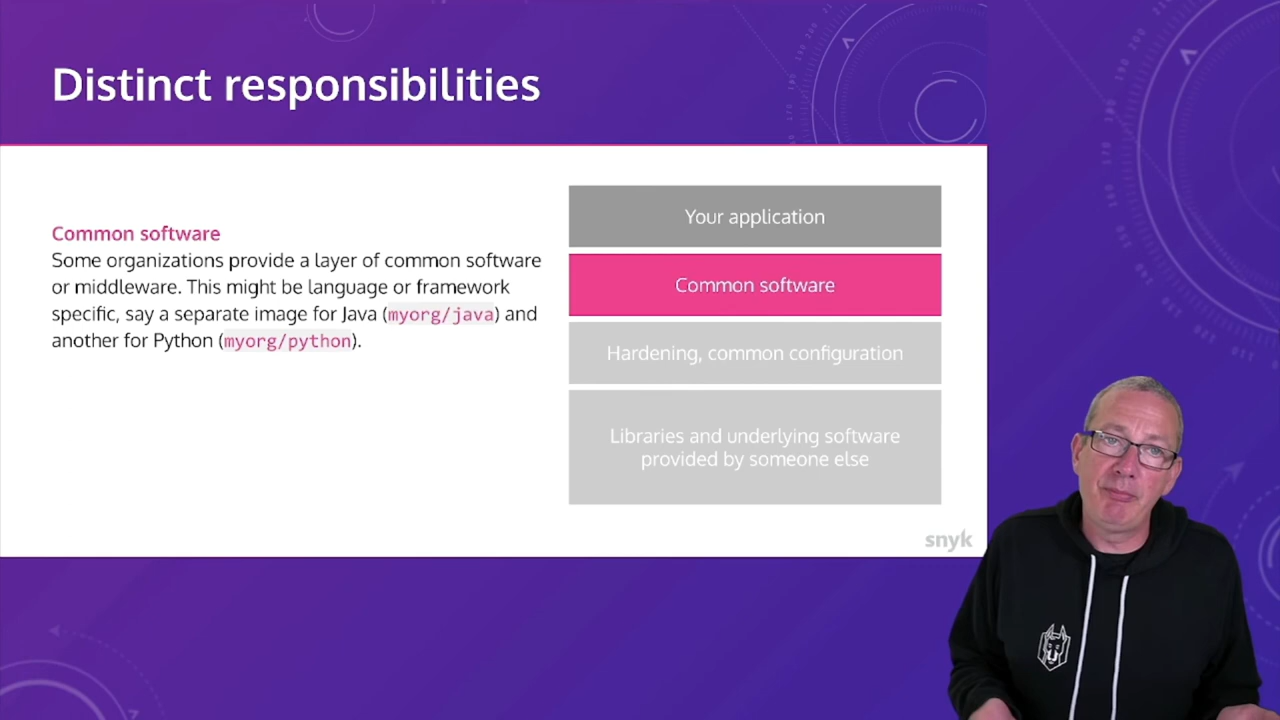 Distinct responsibilities
Common software
Some organizations provide a layer of common software
or middleware. This might be language or framework
specific, say a separate image for Java (myorg/java) and
another for Python (myorg/python).
Your application
Common software
Hardening, common configuration
Libraries and underlying software
provided by someone else
snyk